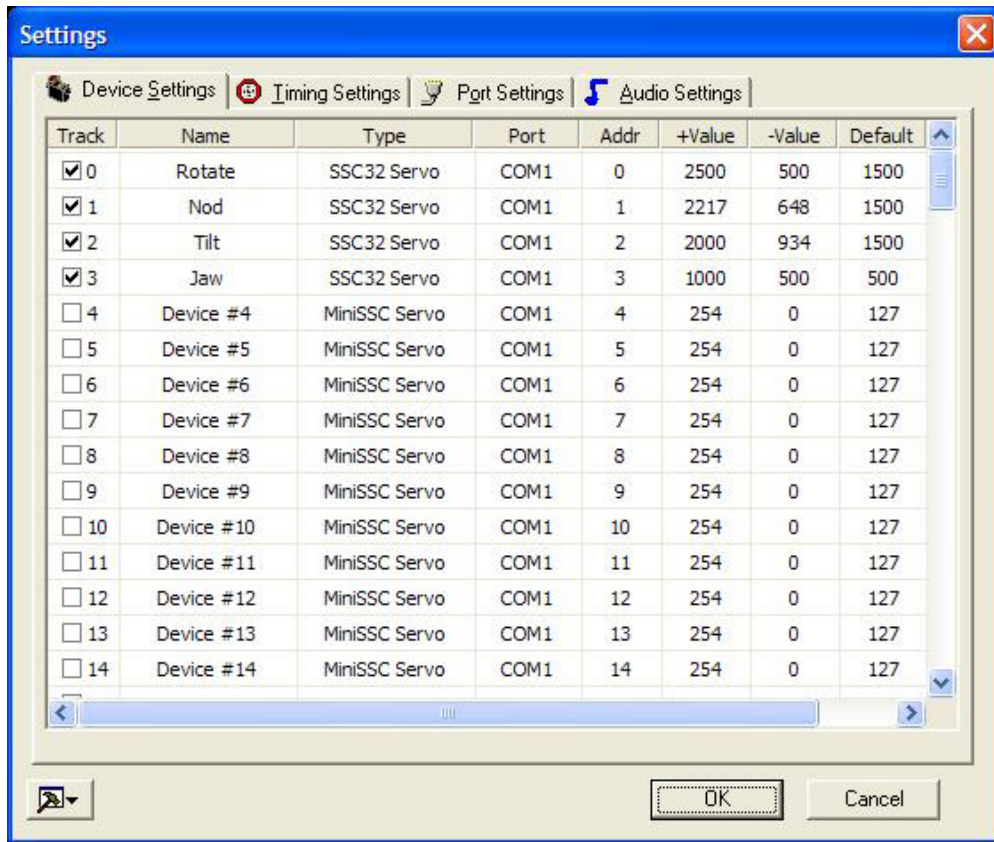 Settings
Device Settings Timing Settings Port Settings Audio Settings
Track Name Type Port Addr +Value -Value Default
0 Rotate SSC32 Servo COM1 0 2500 500 1500
1 Nod SSC32 Servo COM1 1 2217 648 1500
2 Tilt SSC32 Servo COM1 2 2000 934 1500
3 Jaw SSC32 Servo COM1 3 1000 500 500
4 Device #4 MiniSSC Servo COM1 4 254 0 127
5 Device #5 MiniSSC Servo COM1 5 254 0 127
6 Device #6 MiniSSC Servo COM1 6 254 0 127
7 Device #7 MiniSSC Servo COM1 7 254 0 127
8 Device #8 MiniSSC Servo COM1 8 254 0 127
9 Device #9 MiniSSC Servo COM1 9 254 0 127
10 Device #10 MiniSSC Servo COM1 10 254 0 127
11 Device #11 MiniSSC Servo COM1 11 254 0 127
12 Device #12 MiniSSC Servo COM1 12 254 0 127
13 Device #13 MiniSSC Servo COM1 13 254 0 127
14 Device #14 MiniSSC Servo COM1 14 254 0 127
OK Cancel